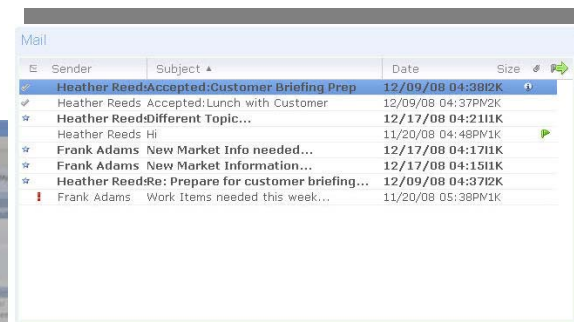 Mail
Sender Subject Date Size
Heather Reeds Accepted:Customer Briefing Prep 12/09/08 04:38 2K
Heather Reeds Accepted:Lunch with Customer 12/09/08 04:37PM 2K
Heather Reeds Different Topic... 12/17/08 04:21 1K
Heather Reeds Hi 11/20/08 04:48PM 1K
Frank Adams New Market Info needed... 12/17/08 04:17 1K
Frank Adams New Market Information... 12/17/08 04:15 1K
Heather Reeds Re: Prepare for customer briefing... 12/09/08 04:37 2K
Frank Adams Work Items needed this week... 11/20/08 05:38PM 1K